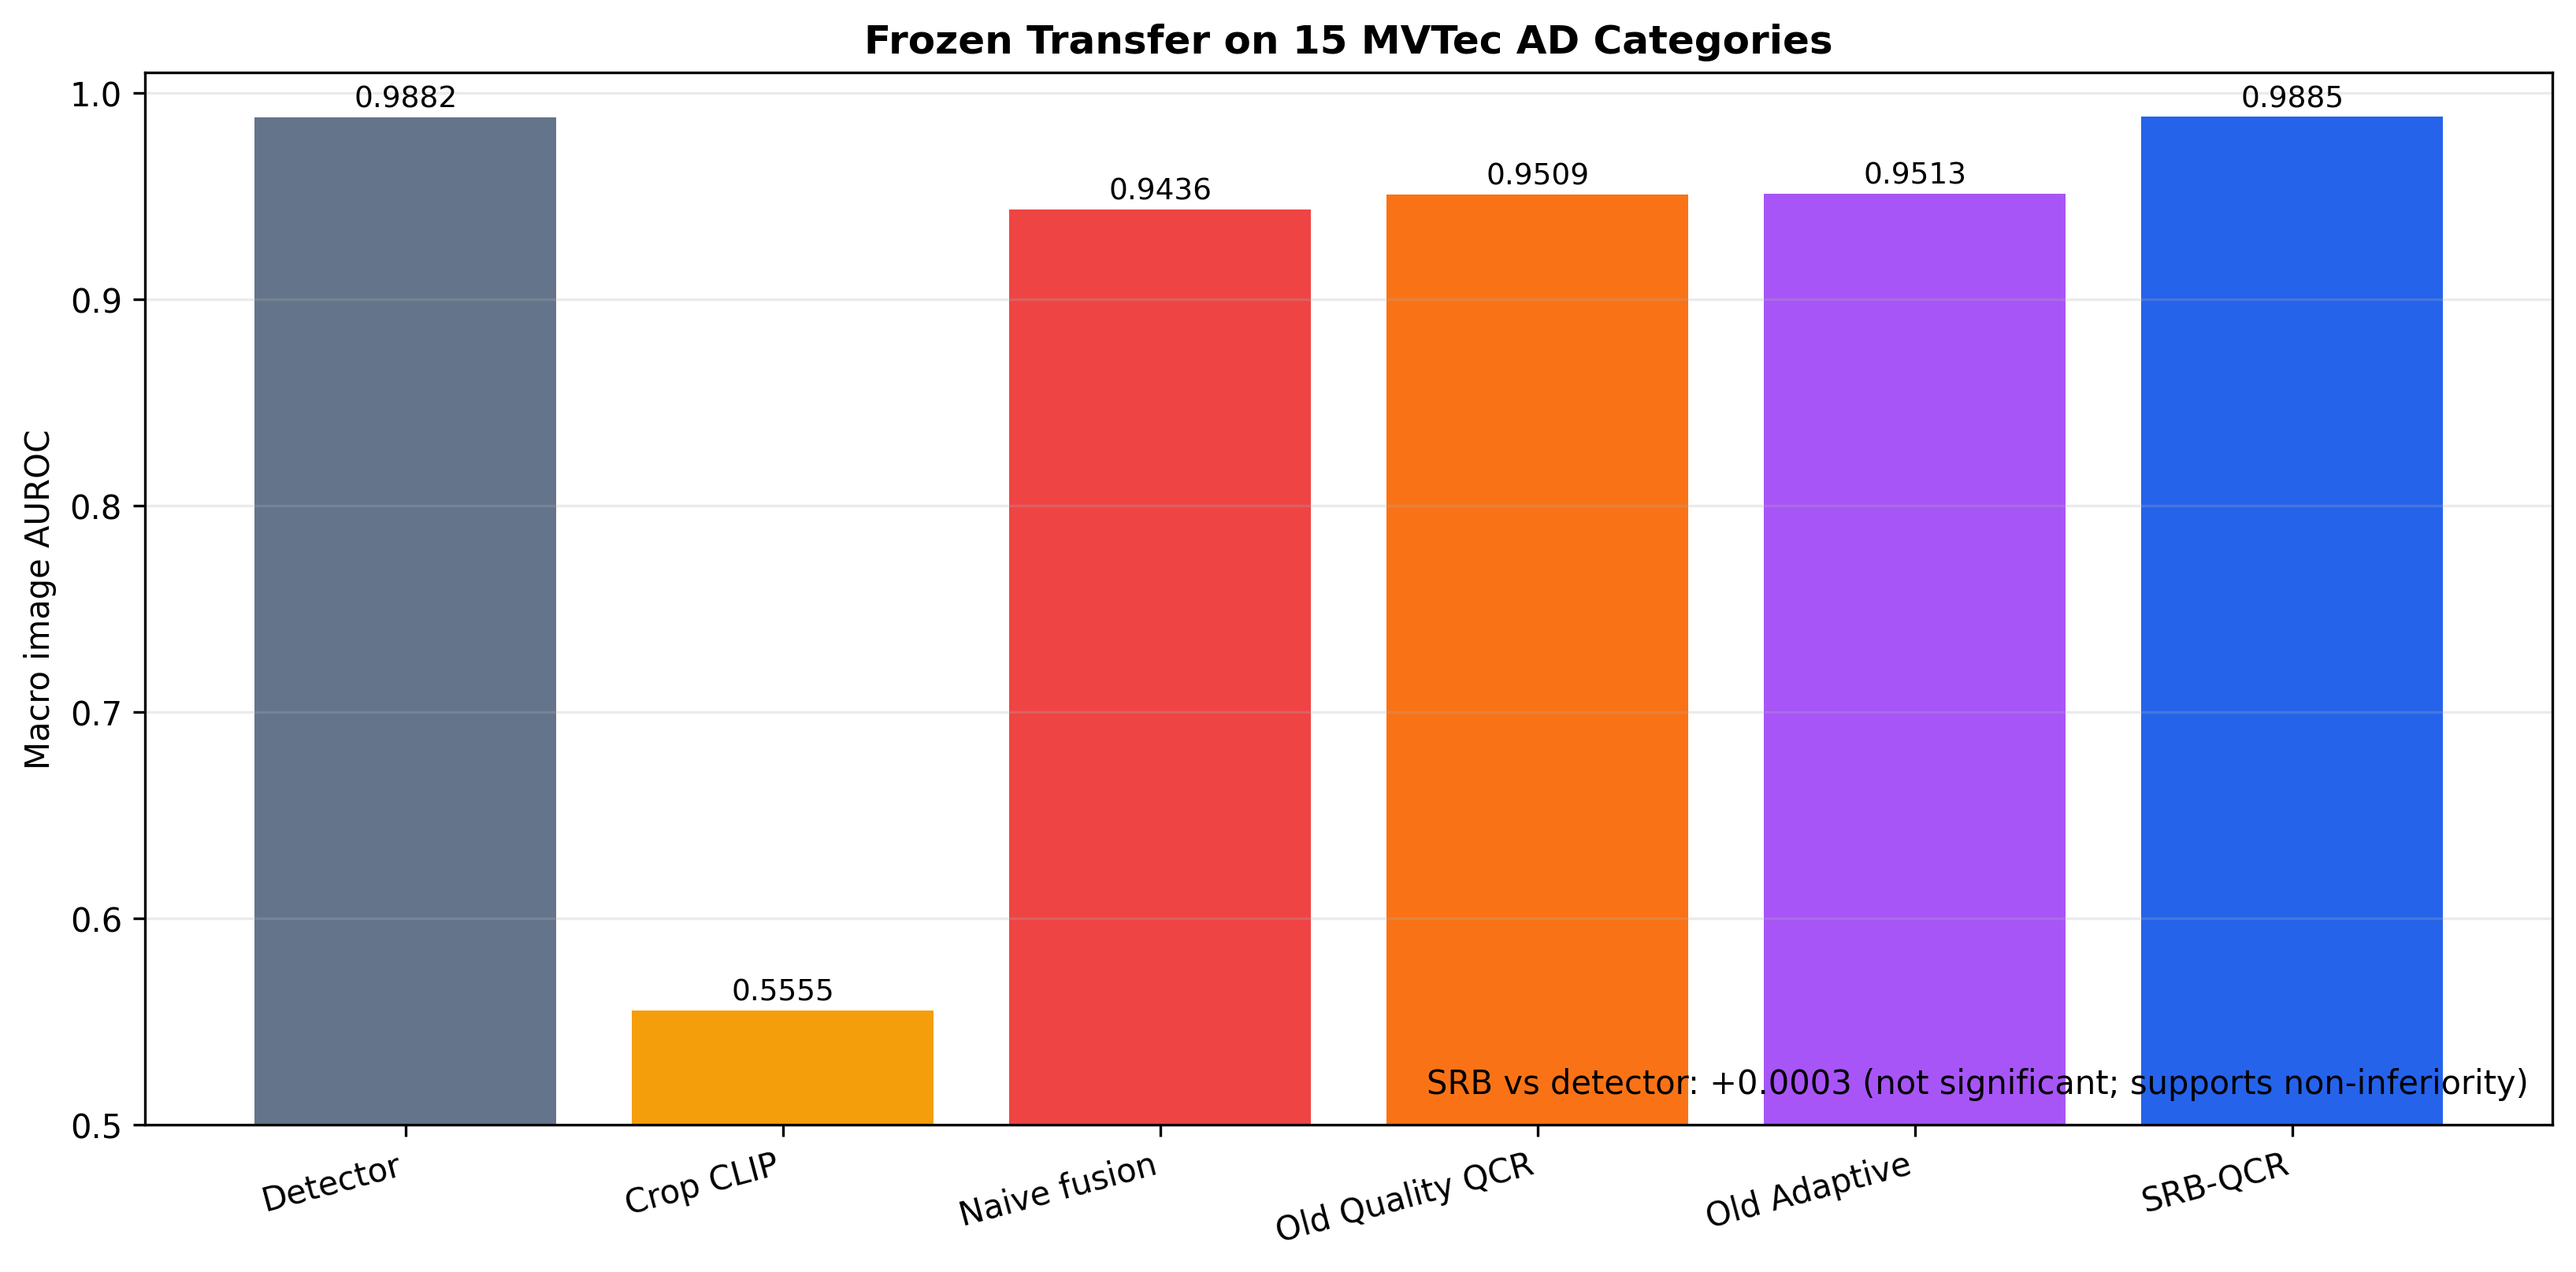 Frozen Transfer on 15 MVTec AD Categories
Macro image AUROC
1.0
0.9
0.8
0.7
0.6
0.5
0.9882
0.5555
0.9436
0.9509
0.9513
0.9885
SRB vs detector: +0.0003 (not significant; supports non-inferiority)
Detector
Crop CLIP
Naive fusion
Old Quality QCR
Old Adaptive
SRB-QCR